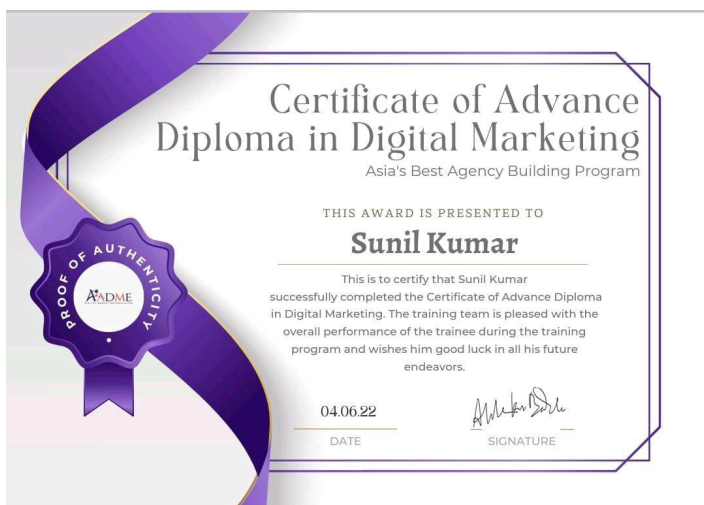 Certificate of Advance
Diploma in Digital Marketing
Asia's Best Agency Building Program
THIS AWARD IS PRESENTED TO
Sunil Kumar
This is to certify that Sunil Kumar
successfully completed the Certificate of Advance Diploma
in Digital Marketing. The training team is pleased with the
overall performance of the trainee during the training
program and wishes him good luck in all his future
endeavors.
PROOF OF AUTHENTICITY
AADME
04.06.22
DATE
SIGNATURE